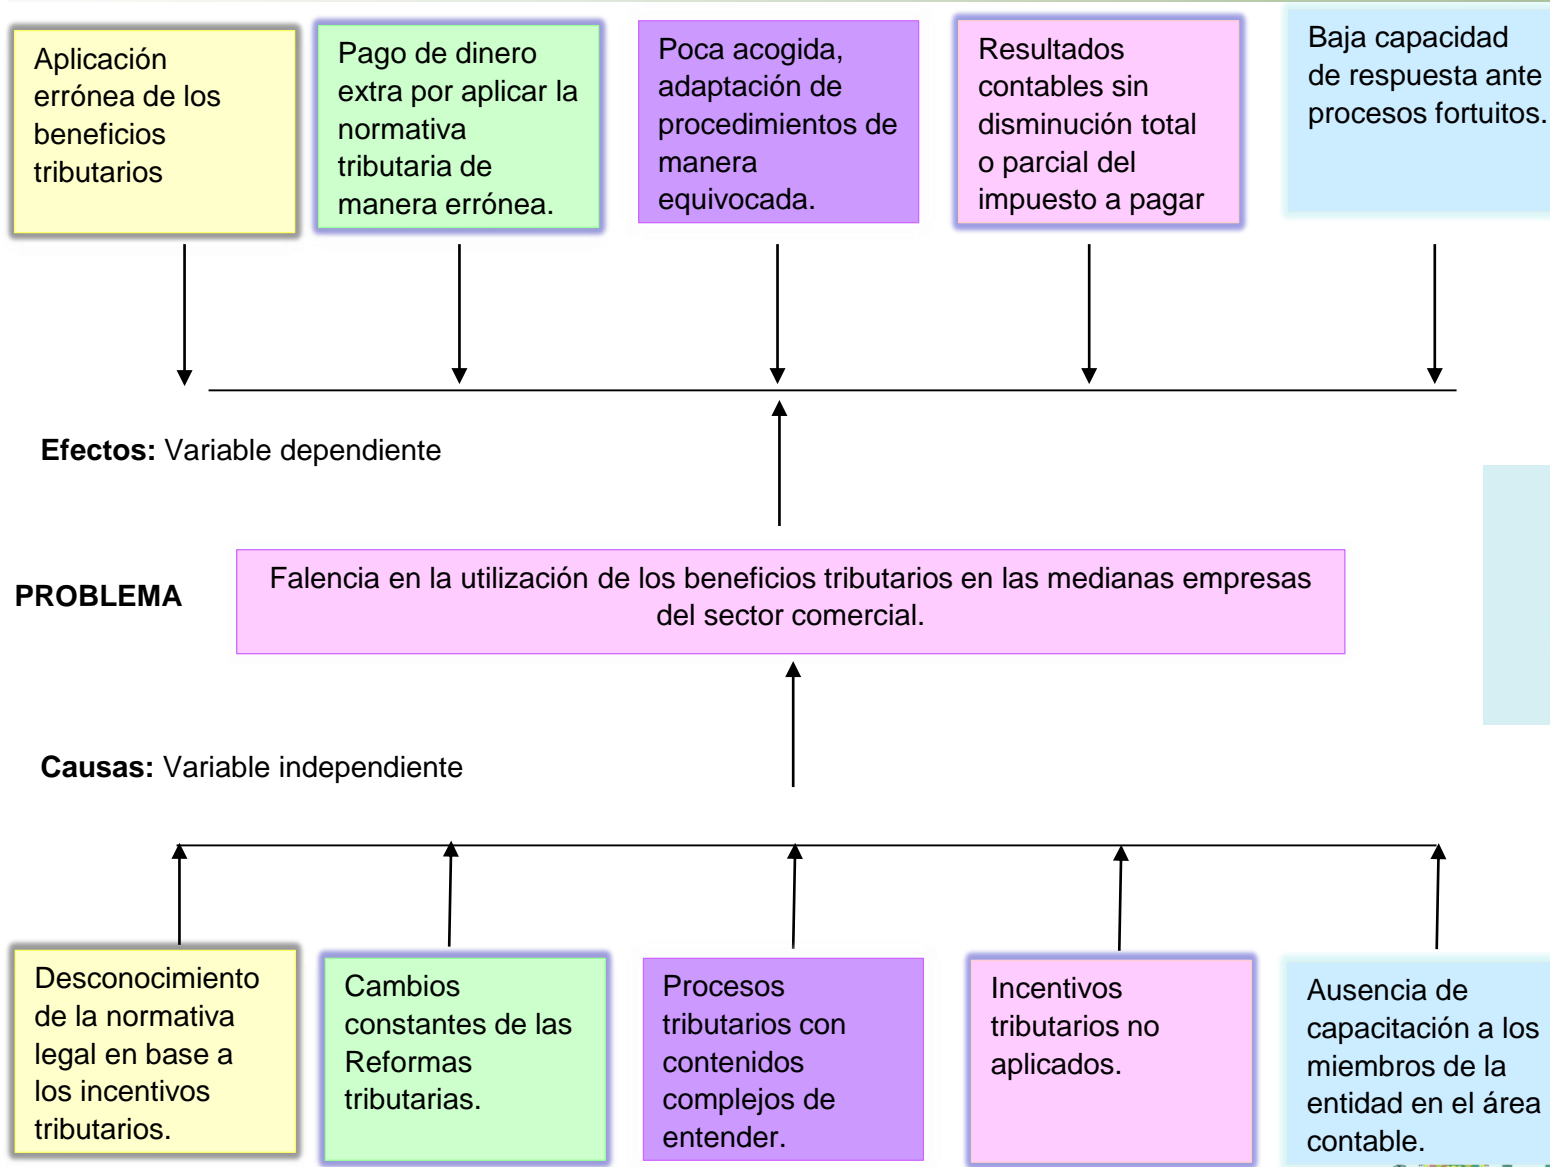 Aplicación
errónea de los
beneficios
tributarios
Pago de dinero
extra por aplicar la
normativa
tributaria de
manera errónea.
Poca acogida,
adaptación de
procedimientos de
manera
equivocada.
Resultados
contables sin
disminución total
o parcial del
impuesto a pagar
Baja capacidad
de respuesta ante
procesos fortuitos.
Efectos: Variable dependiente
PROBLEMA
Falencia en la utilización de los beneficios tributarios en las medianas empresas
del sector comercial.
Causas: Variable independiente
Desconocimiento
de la normativa
legal en base a
los incentivos
tributarios.
Cambios
constantes de las
Reformas
tributarias.
Procesos
tributarios con
contenidos
complejos de
entender.
Incentivos
tributarios no
aplicados.
Ausencia de
capacitación a los
miembros de la
entidad en el área
contable.